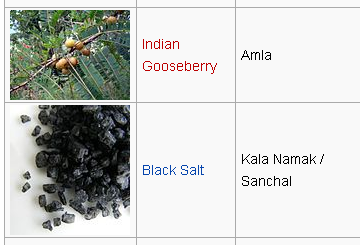 Indian
Gooseberry
Amla
Black Salt
Kala Namak /
Sanchal